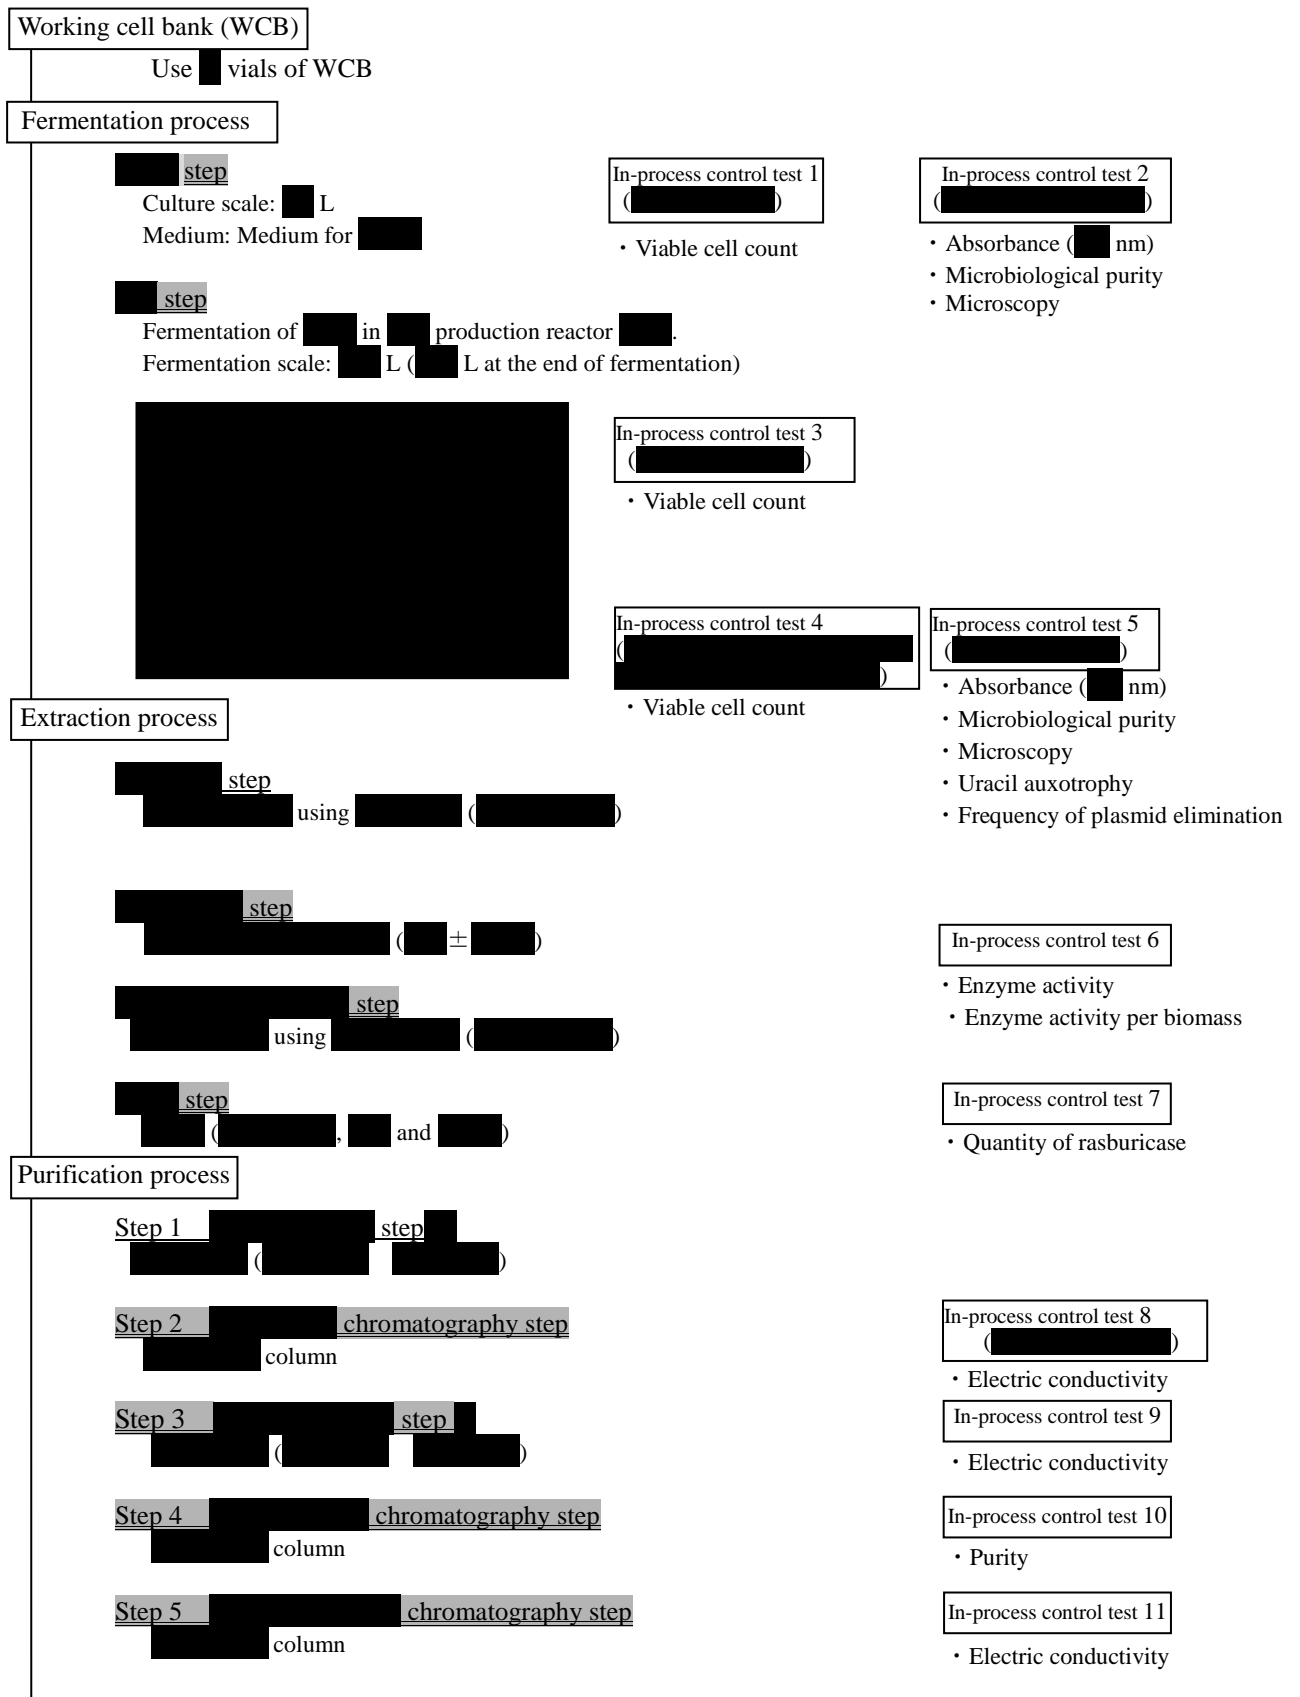 Working cell bank (WCB)
Use vials of WCB
Fermentation process
step
Culture scale: L
Medium: Medium for
In-process control test 1
( )
・Viable cell count
In-process control test 2
( )
・Absorbance ( nm)
・Microbiological purity
・Microscopy
step
Fermentation of in production reactor .
Fermentation scale: L ( L at the end of fermentation)
In-process control test 3
( )
・Viable cell count
In-process control test 4
(
)
・Viable cell count
In-process control test 5
( )
・Absorbance ( nm)
・Microbiological purity
・Microscopy
・Uracil auxotrophy
・Frequency of plasmid elimination
Extraction process
step
using ( )
step
( ± )
In-process control test 6
・Enzyme activity
・Enzyme activity per biomass
step
using ( )
step
( , and )
In-process control test 7
・Quantity of rasburicase
Purification process
Step 1 step
( )
Step 2 chromatography step
column
In-process control test 8
( )
・Electric conductivity
Step 3 step
( )
In-process control test 9
・Electric conductivity
Step 4 chromatography step
column
In-process control test 10
・Purity
Step 5 chromatography step
column
In-process control test 11
・Electric conductivity